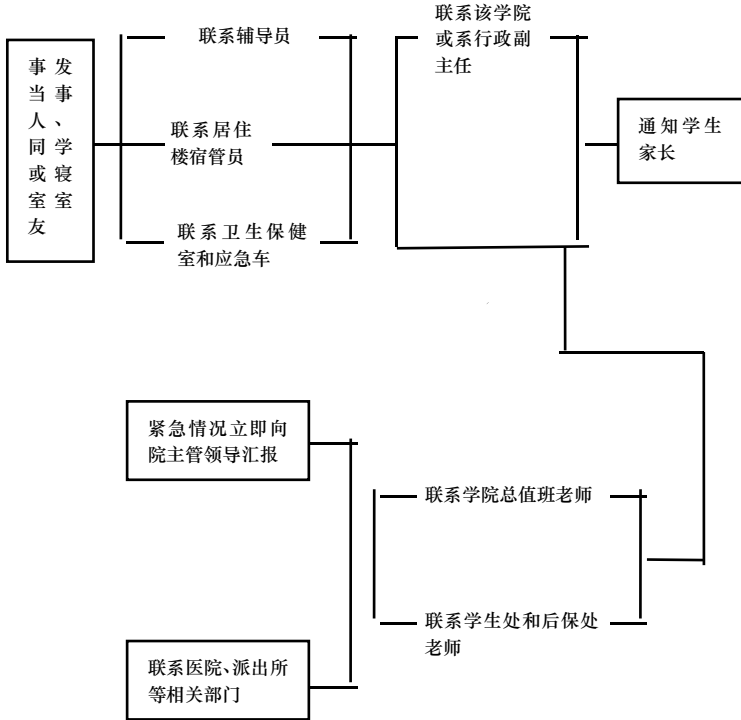 事 发
当 事
人、
同 学
或 寝
室 室
友
联系辅导员
联系居住
楼宿管员
联系卫生保健
室和应急车
联系该学院
或系行政副
主任
通知学生
家长
紧急情况立即向
院主管领导汇报
联系学院总值班老师
联系学生处和后保处
老师
联系医院、派出所
等相关部门